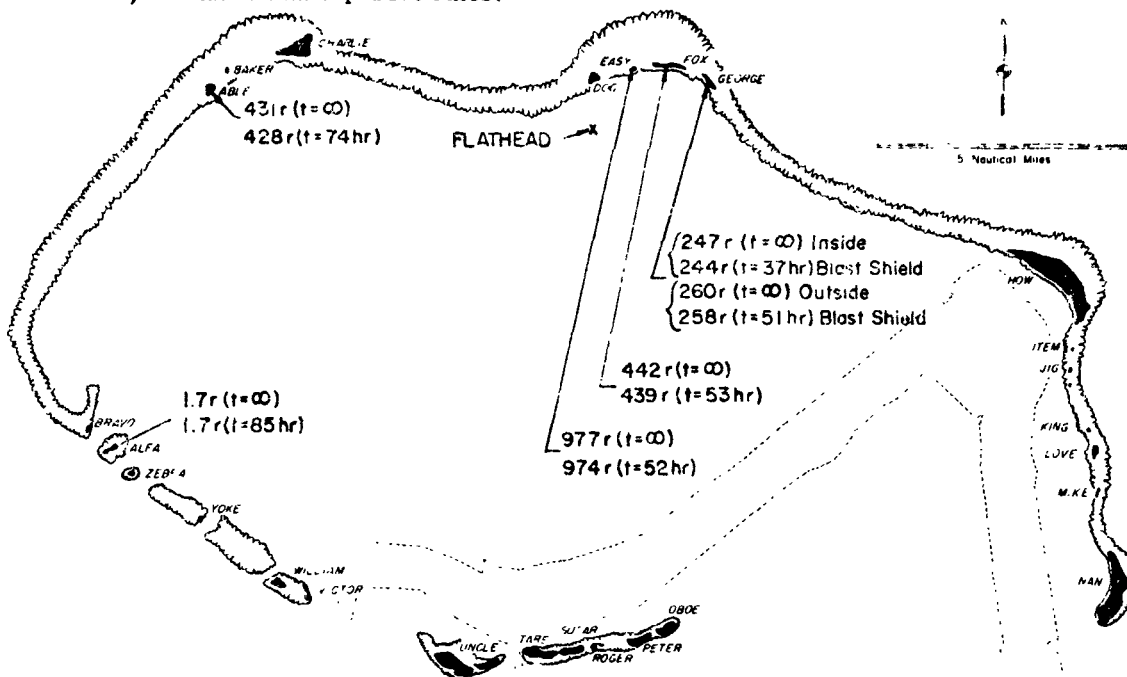 CHARLIE
BAKER
ABLE
431r (t=∞)
428r (t=74hr)
EASY
FOX
DOG
GEORGE
FLATHEAD
X
5 Nautical Miles
247r (t=∞) Inside
244r (t=37hr) Blast Shield
260r (t=∞) Outside
258r (t=51hr) Blast Shield
HOW
ITEM
JIG
442r (t=∞)
439r (t=53hr)
1.7r (t=∞)
1.7r (t=85hr)
BRAVO
ALFA
ZEBRA
KING
LOVE
977r (t=∞)
974r (t=52hr)
MIKE
YOKE
WILLIAM
VICTOR
NAN
OBOE
SUGAR
TARE
UNCLE
PETER
ROGER